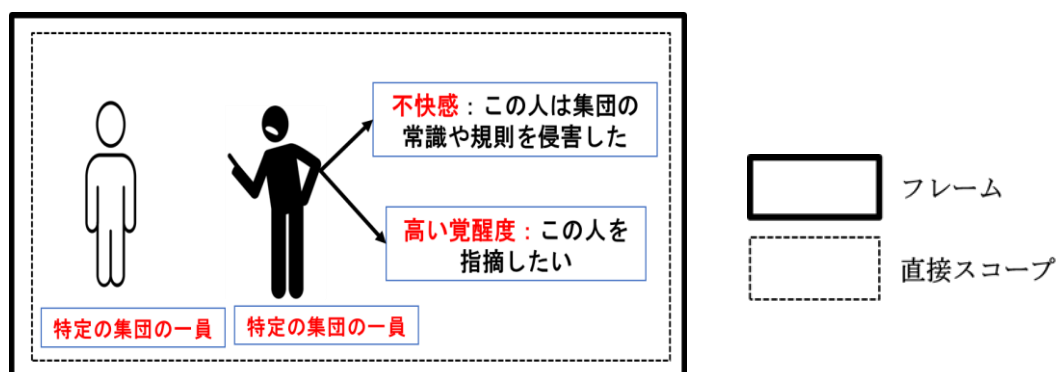 不快感：この人は集団の
常識や規則を侵害した
高い覚醒度：この人を
指摘したい
特定の集団の一員
特定の集団の一員
フレーム
直接スコープ